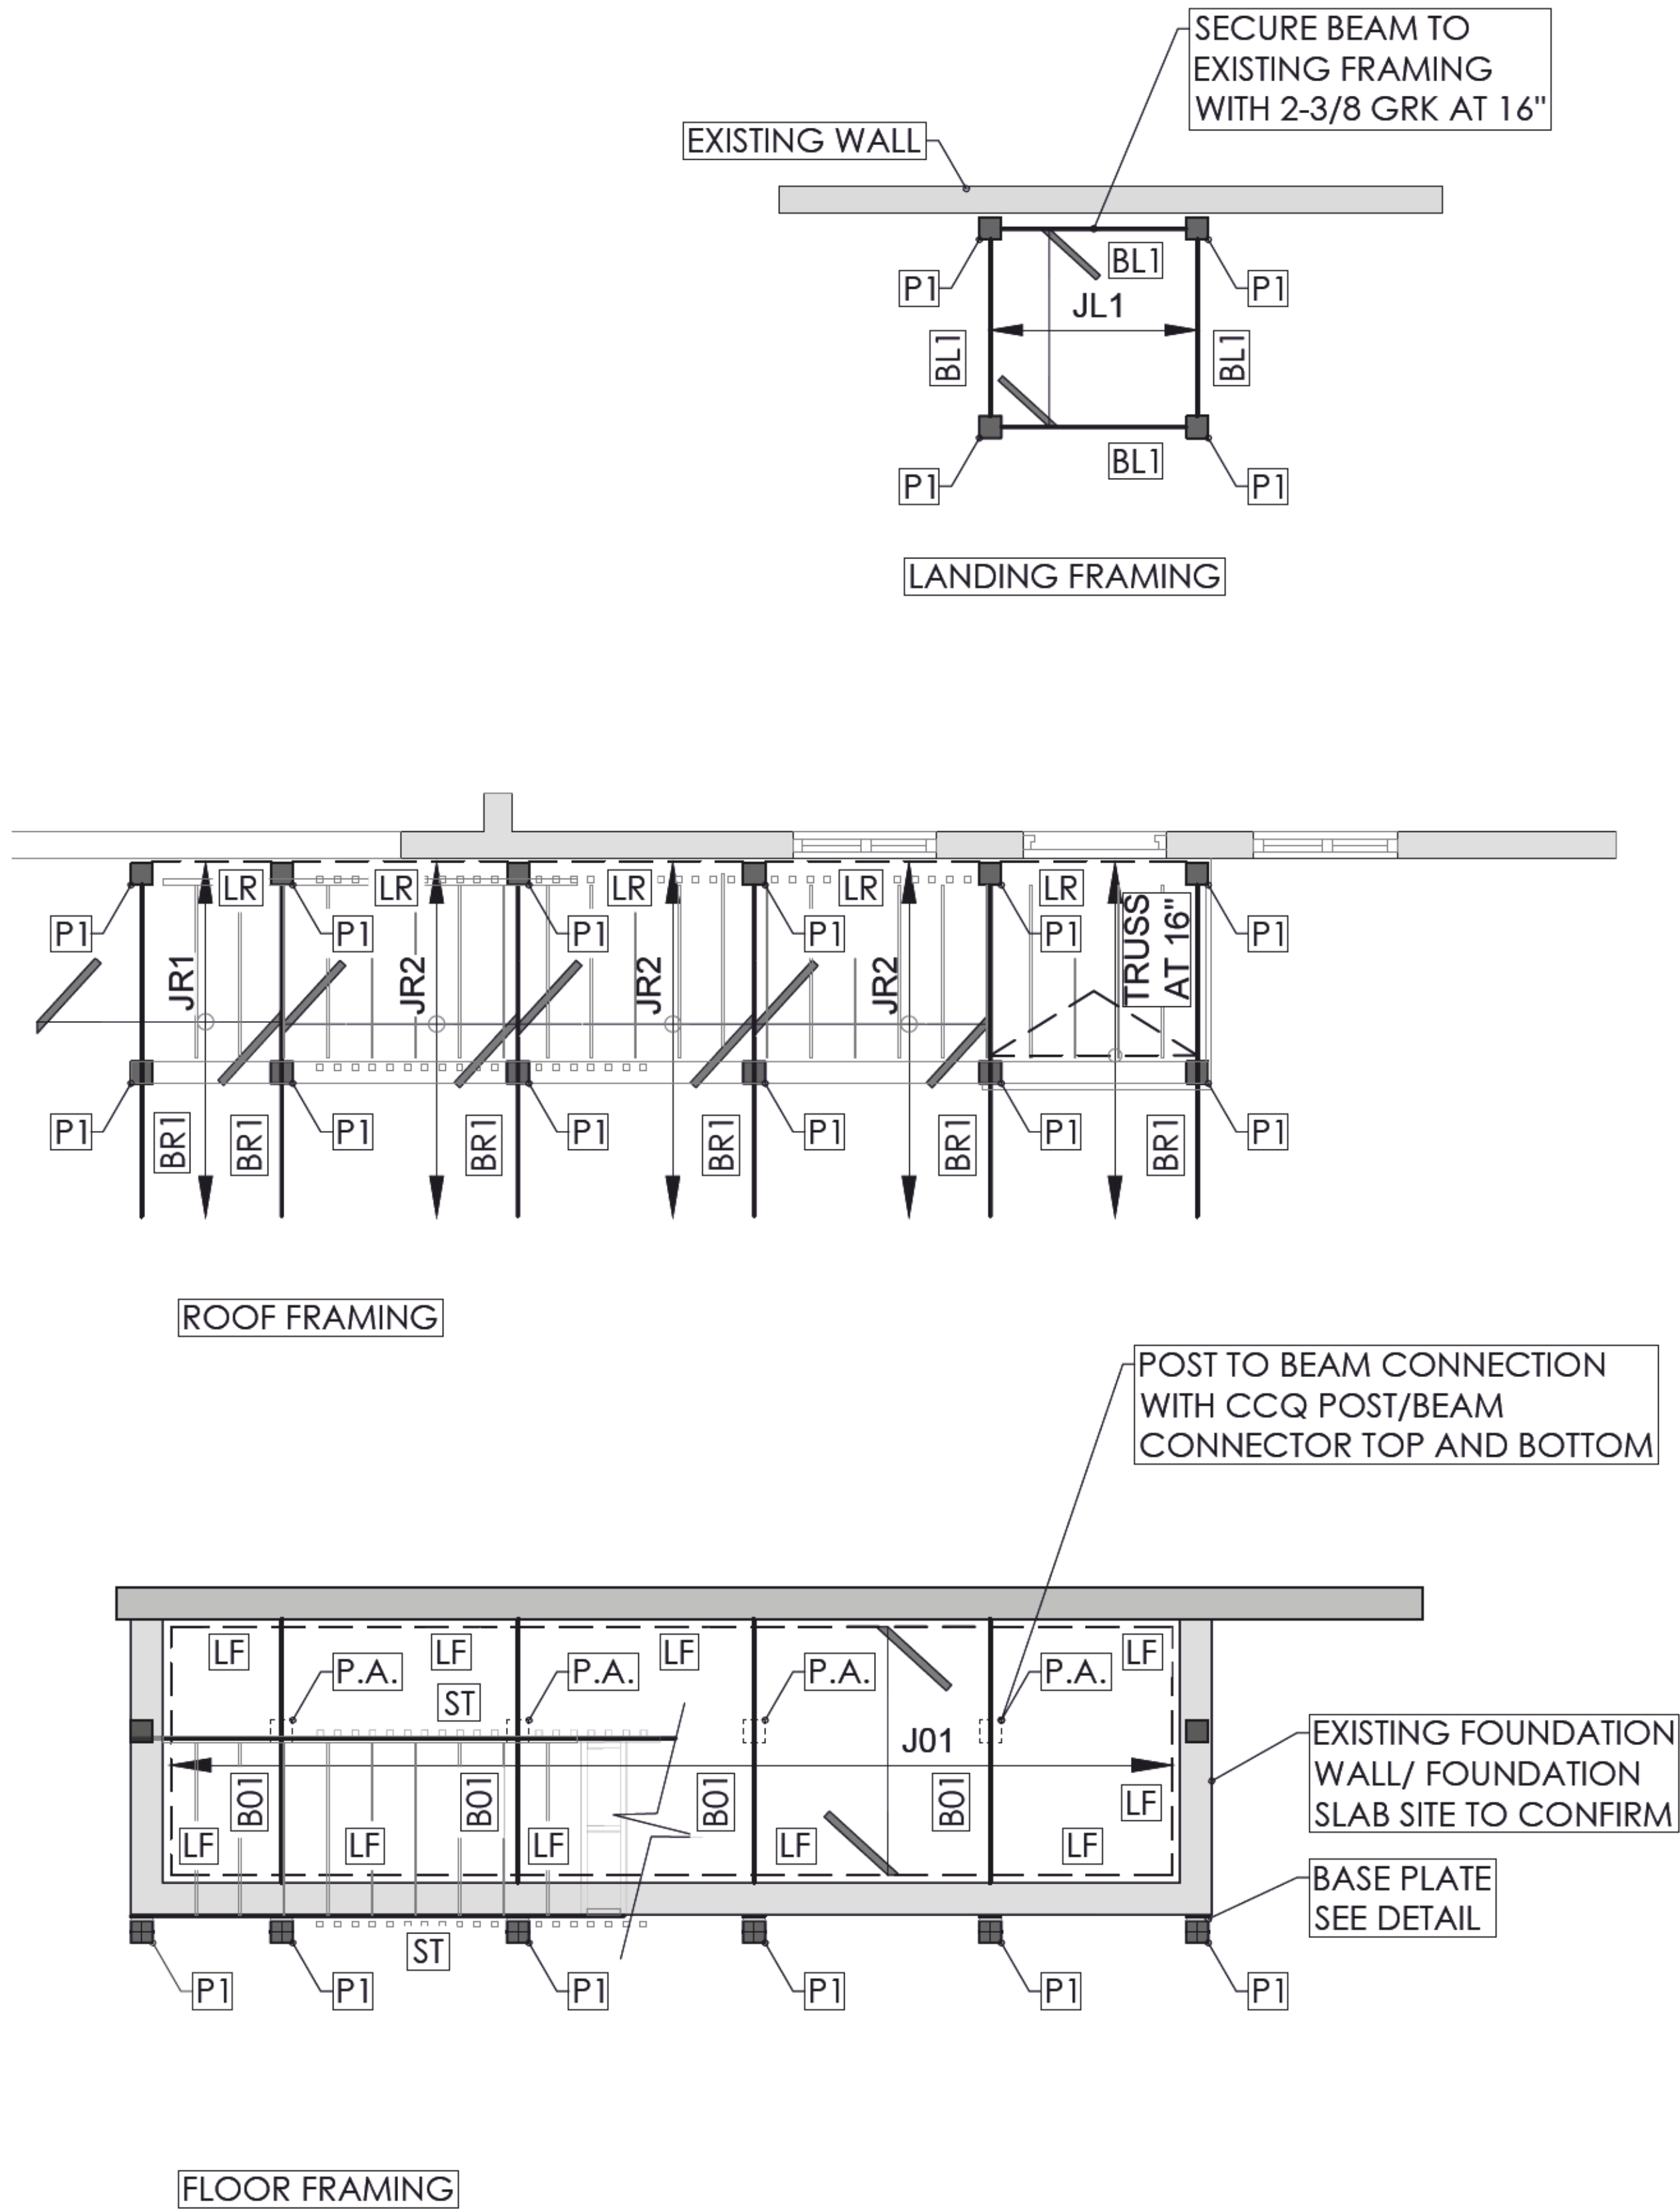 SECURE BEAM TO
EXISTING FRAMING
WITH 2-3/8 GRK AT 16"
EXISTING WALL
BL1
P1
P1
JL1
BL1
BL1
BL1
P1
P1
LANDING FRAMING
LR
LR
LR
LR
LR
P1
P1
P1
P1
P1
P1
JR1
JR2
JR2
JR2
TRUSS
AT 16"
P1
P1
P1
P1
P1
P1
BR1
BR1
BR1
BR1
BR1
BR1
ROOF FRAMING
POST TO BEAM CONNECTION
WITH CCQ POST/BEAM
CONNECTOR TOP AND BOTTOM
LF
LF
LF
LF
P.A.
P.A.
P.A.
P.A.
ST
J01
EXISTING FOUNDATION
WALL/ FOUNDATION
SLAB SITE TO CONFIRM
B01
B01
B01
B01
LF
LF
LF
LF
LF
LF
BASE PLATE
SEE DETAIL
ST
P1
P1
P1
P1
P1
P1
FLOOR FRAMING